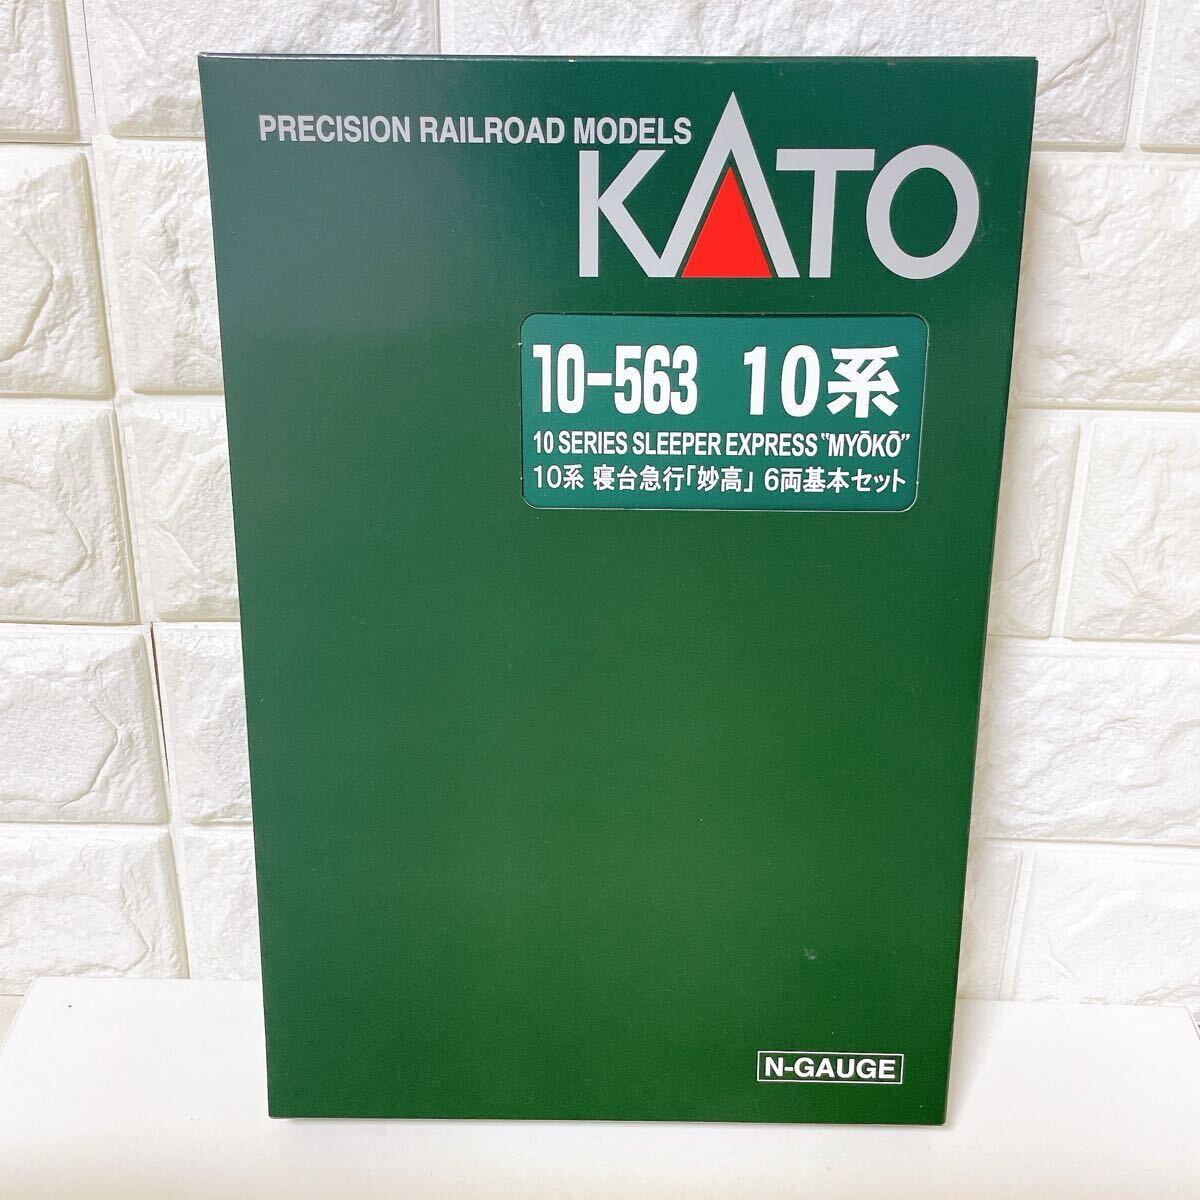 PRECISION RAILROAD MODELS
KATO
10-563 10系
10 SERIES SLEEPER EXPRESS "MYŌKŌ"
10系 寝台急行「妙高」 6両基本セット
N-GAUGE